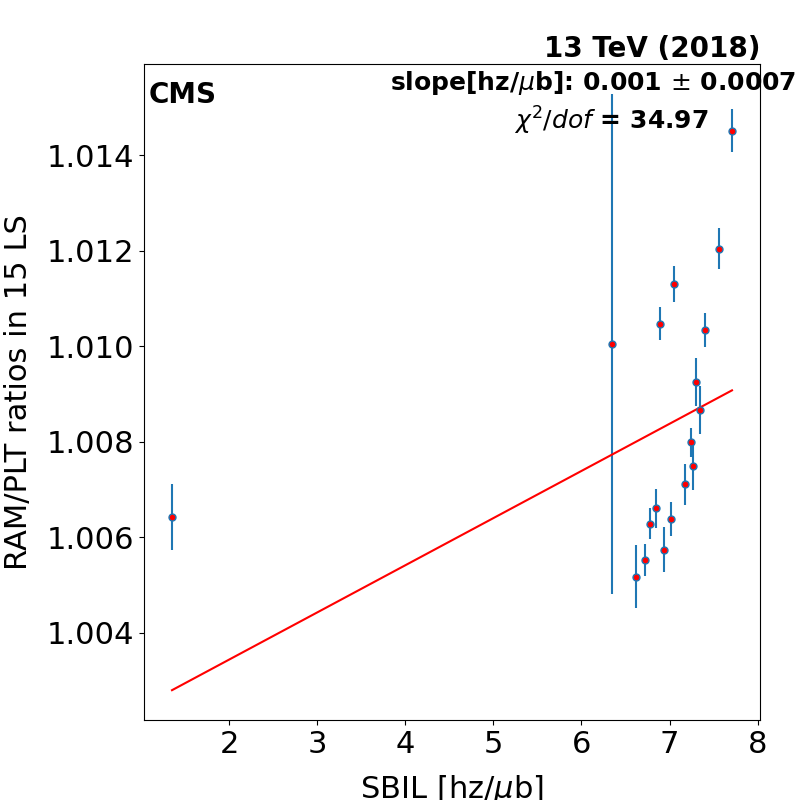 13 TeV (2018)
CMS
slope[hz/μb]: 0.001 ± 0.0007
χ²/dof = 34.97
1.014
1.012
1.010
1.008
1.006
1.004
RAM/PLT ratios in 15 LS
2 3 4 5 6 7 8
SBIL [hz/μb]